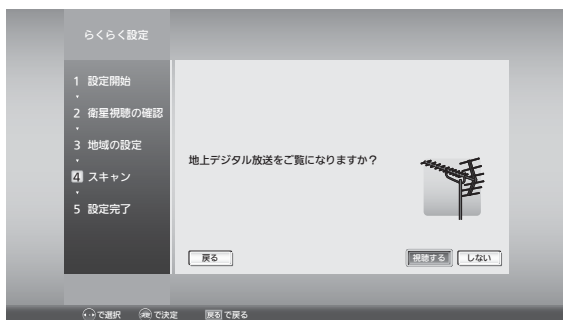 らくらく設定
1 設定開始
2 衛星視聴の確認
3 地域の設定
4 スキャン
5 設定完了
地上デジタル放送をご覧になりますか？
戻る
視聴する しない
で選択 決定 で決定 戻る で戻る